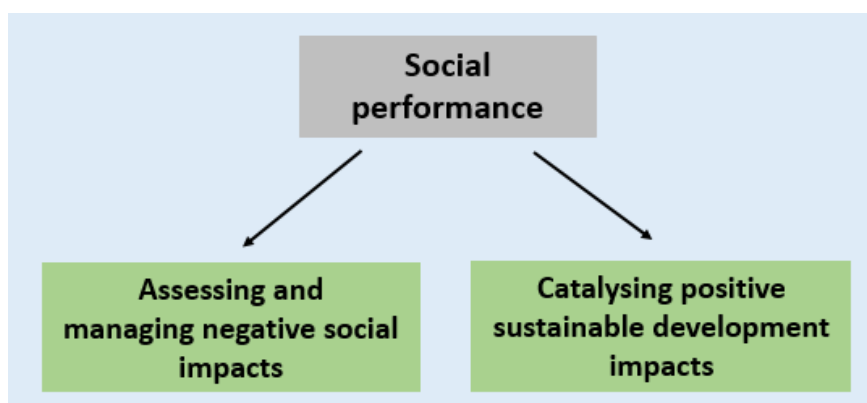 Social
performance
Assessing and
managing negative social
impacts
Catalysing positive
sustainable development
impacts